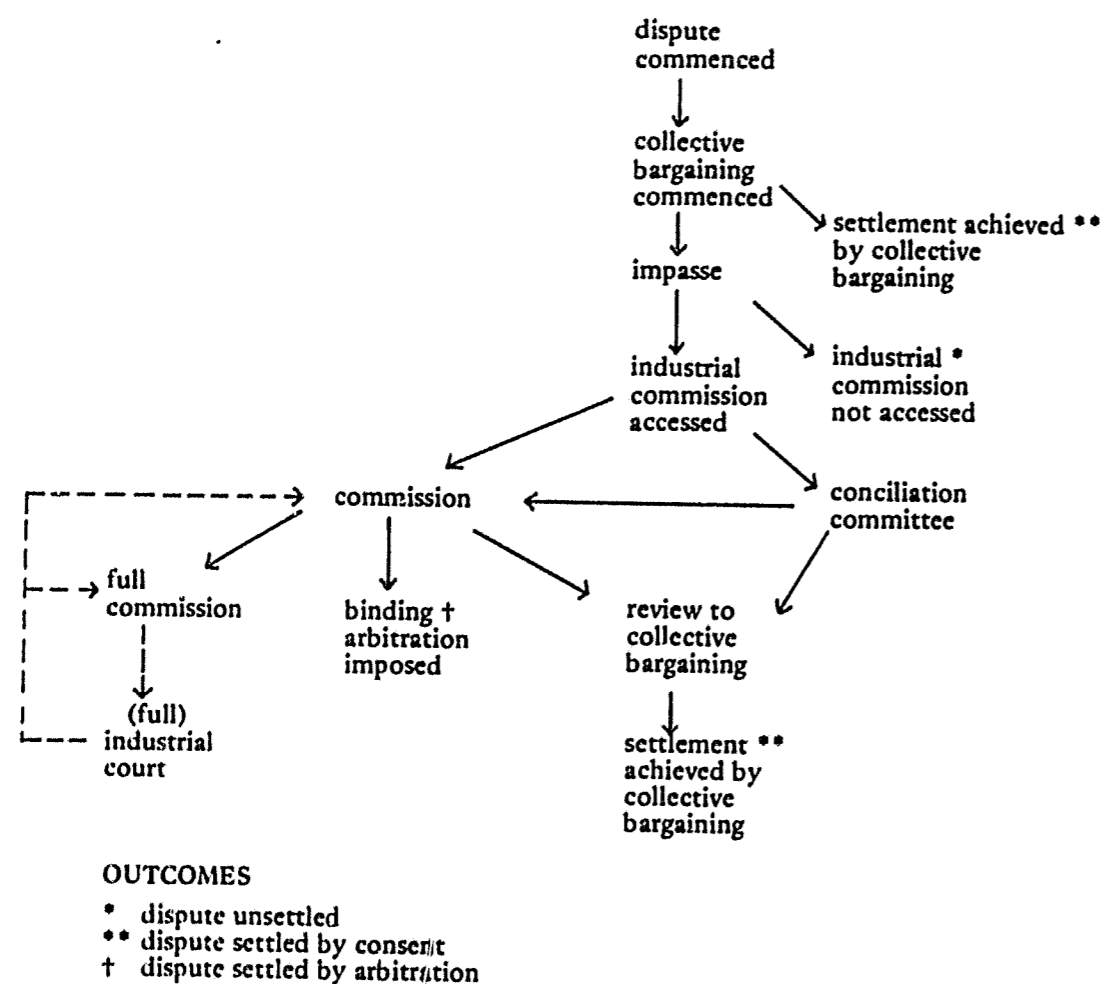 dispute
commenced
collective
bargaining
commenced
settlement achieved **
by collective
bargaining
impasse
industrial *
commission
not accessed
industrial
commission
accessed
commission
conciliation
committee
full
commission
binding †
arbitration
imposed
review to
collective
bargaining
(full)
industrial
court
settlement **
achieved by
collective
bargaining
OUTCOMES
* dispute unsettled
** dispute settled by consent
† dispute settled by arbitration